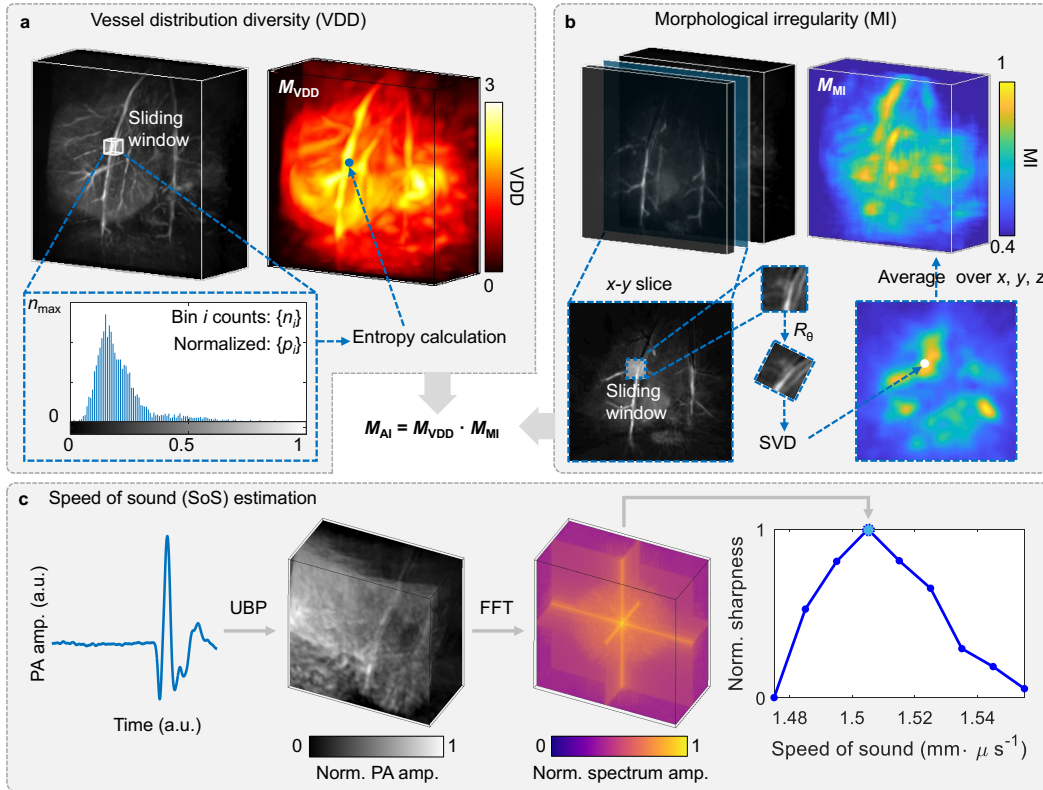 a Vessel distribution diversity (VDD)
Sliding
window
M_VDD
3
VDD
0
n_max
Bin i counts: {n_i}
Normalized: {p_i}
0
0 0.5 1
Entropy calculation
M_AI = M_VDD · M_MI
b Morphological irregularity (MI)
M_MI
1
MI
0.4
x-y slice
Sliding
window
R_θ
SVD
Average over x, y, z
c Speed of sound (SoS) estimation
PA amp. (a.u.)
Time (a.u.)
UBP
0 1
Norm. PA amp.
FFT
0 1
Norm. spectrum amp.
Norm. sharpness
1
0
1.48 1.5 1.52 1.54
Speed of sound (mm· μ s⁻¹)